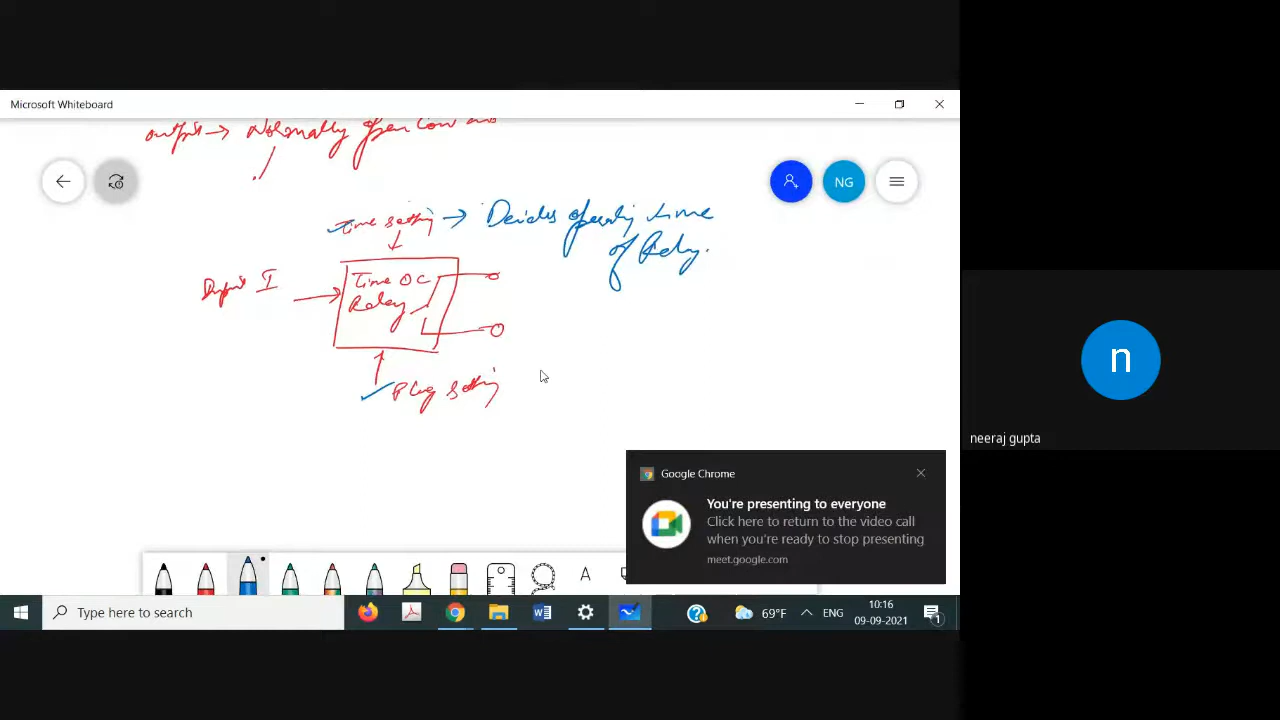 Microsoft Whiteboard
output → Normally open
NG
Time setting → Decides operating time
of Relay.
Input I
Time OC
Relay
Plug setting
neeraj gupta
Google Chrome
You're presenting to everyone
Click here to return to the video call
when you're ready to stop presenting
meet.google.com
A
Type here to search
69°F
ENG
10:16
09-09-2021
1
n